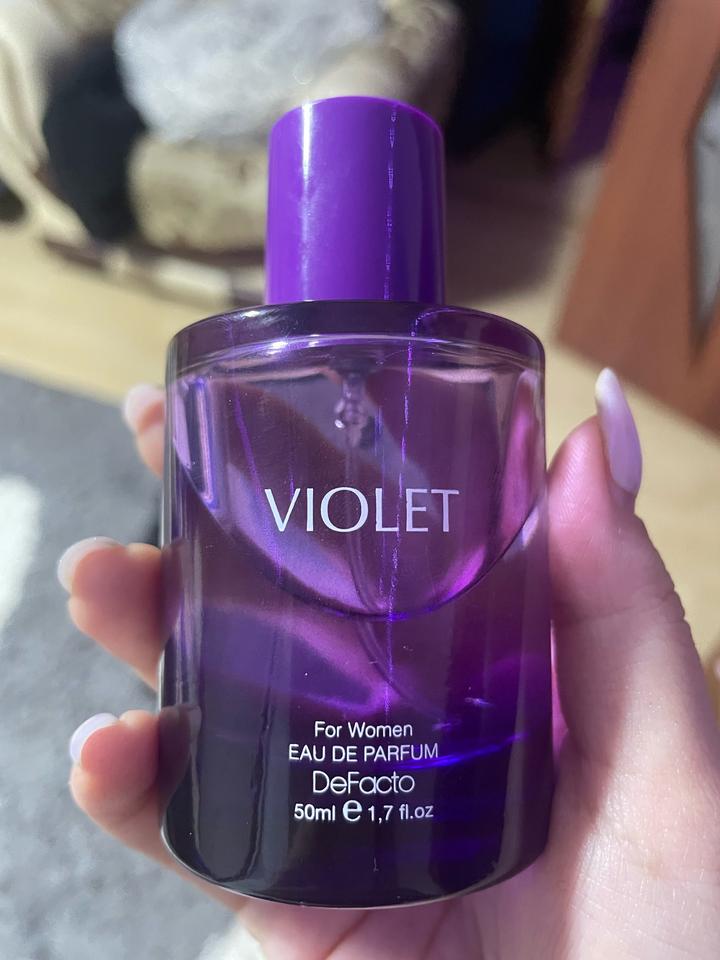 VIOLET
For Women
EAU DE PARFUM
DeFacto
50ml ℮ 1,7 fl.oz